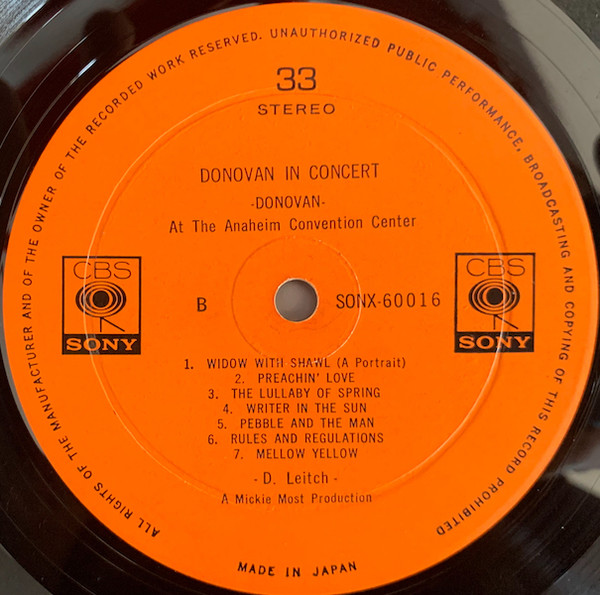 ALL RIGHTS OF THE MANUFACTURER AND OF THE OWNER OF THE RECORDED WORK RESERVED. UNAUTHORIZED PUBLIC PERFORMANCE, BROADCASTING AND COPYING OF THIS RECORD PROHIBITED
33
STEREO
DONOVAN IN CONCERT
-DONOVAN-
At The Anaheim Convention Center
CBS
SONY
B
SONX-60016
CBS
SONY
1. WIDOW WITH SHAWL (A Portrait)
2. PREACHIN' LOVE
3. THE LULLABY OF SPRING
4. WRITER IN THE SUN
5. PEBBLE AND THE MAN
6. RULES AND REGULATIONS
7. MELLOW YELLOW
- D. Leitch -
A Mickie Most Production
MADE IN JAPAN